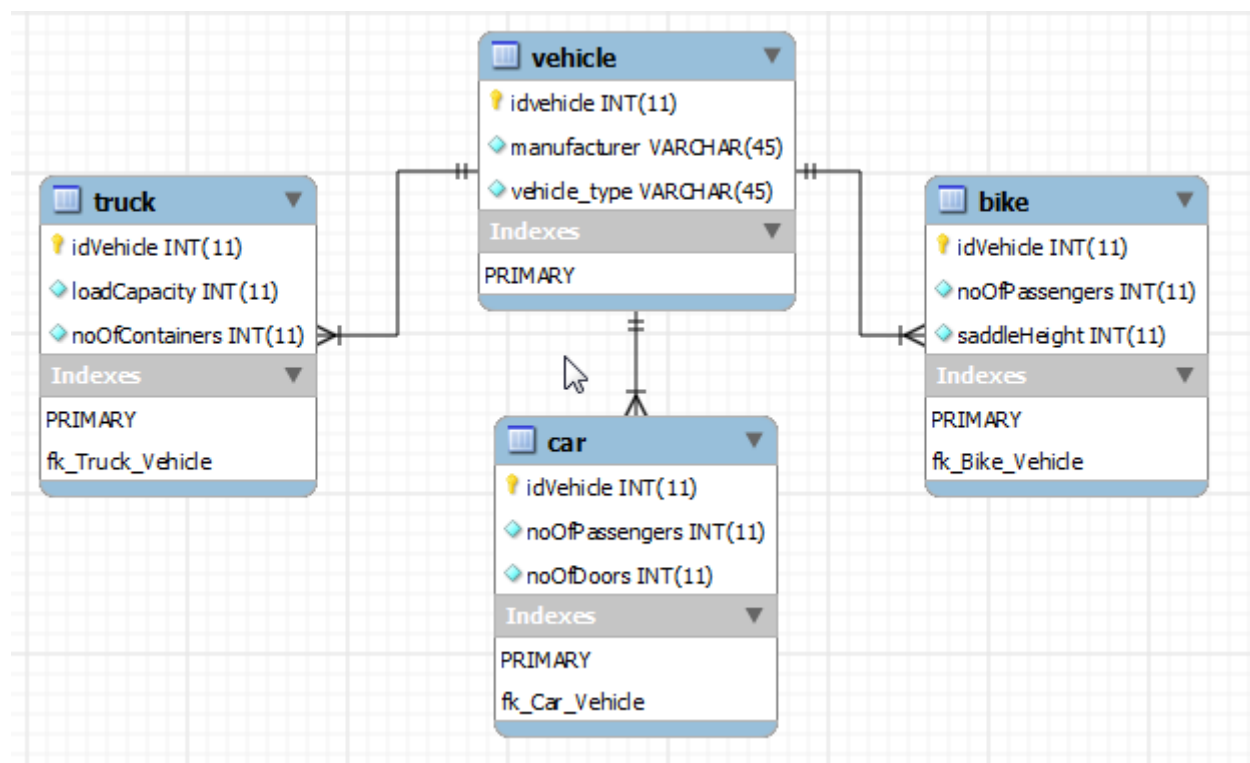 vehicle
idvehicle INT(11)
manufacturer VARCHAR(45)
vehicle_type VARCHAR(45)
Indexes
PRIMARY
truck
idVehicle INT(11)
loadCapacity INT(11)
noOfContainers INT(11)
Indexes
PRIMARY
fk_Truck_Vehicle
bike
idVehicle INT(11)
noOfPassengers INT(11)
saddleHeight INT(11)
Indexes
PRIMARY
fk_Bike_Vehicle
car
idVehicle INT(11)
noOfPassengers INT(11)
noOfDoors INT(11)
Indexes
PRIMARY
fk_Car_Vehicle